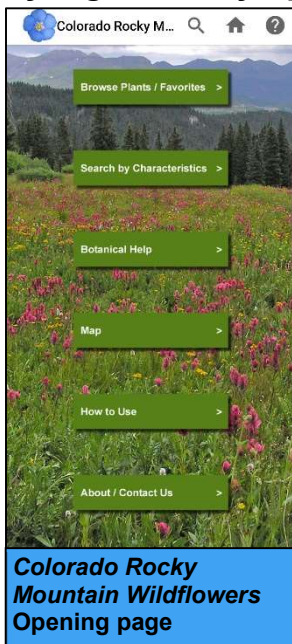 Colorado Rocky M... ?
Browse Plants / Favorites >
Search by Characteristics >
Botanical Help >
Map >
How to Use >
About / Contact Us >
Colorado Rocky
Mountain Wildflowers
Opening page